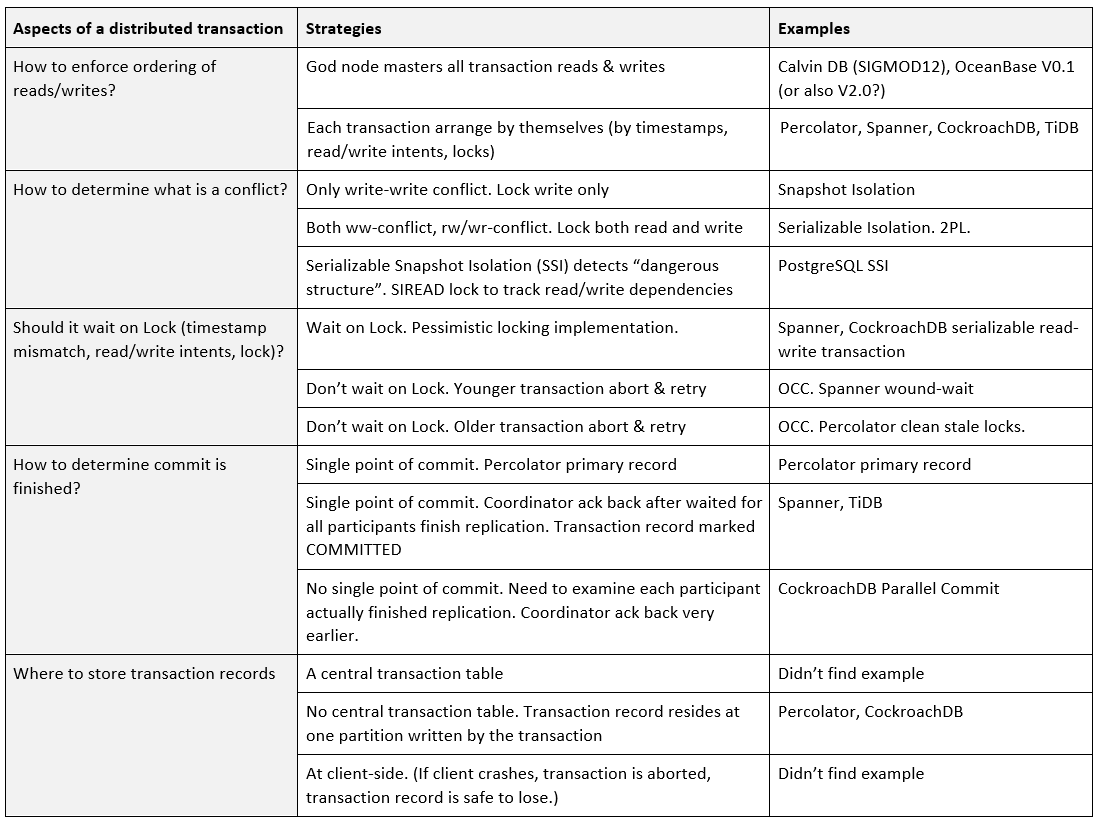 Aspects of a distributed transaction
Strategies
Examples
How to enforce ordering of
reads/writes?
God node masters all transaction reads & writes
Calvin DB (SIGMOD12), OceanBase V0.1
(or also V2.0?)
Each transaction arrange by themselves (by timestamps,
read/write intents, locks)
Percolator, Spanner, CockroachDB, TiDB
How to determine what is a conflict?
Only write-write conflict. Lock write only
Snapshot Isolation
Both ww-conflict, rw/wr-conflict. Lock both read and write
Serializable Isolation. 2PL.
Serializable Snapshot Isolation (SSI) detects “dangerous
structure”. SIREAD lock to track read/write dependencies
PostgreSQL SSI
Should it wait on Lock (timestamp
mismatch, read/write intents, lock)?
Wait on Lock. Pessimistic locking implementation.
Spanner, CockroachDB serializable read-
write transaction
Don’t wait on Lock. Younger transaction abort & retry
OCC. Spanner wound-wait
Don’t wait on Lock. Older transaction abort & retry
OCC. Percolator clean stale locks.
How to determine commit is
finished?
Single point of commit. Percolator primary record
Percolator primary record
Single point of commit. Coordinator ack back after waited for
all participants finish replication. Transaction record marked
COMMITTED
Spanner, TiDB
No single point of commit. Need to examine each participant
actually finished replication. Coordinator ack back very
earlier.
CockroachDB Parallel Commit
Where to store transaction records
A central transaction table
Didn’t find example
No central transaction table. Transaction record resides at
one partition written by the transaction
Percolator, CockroachDB
At client-side. (If client crashes, transaction is aborted,
transaction record is safe to lose.)
Didn’t find example